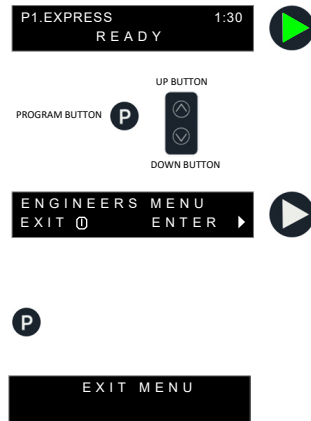 P1.EXPRESS 1:30
READY
UP BUTTON
PROGRAM BUTTON P
DOWN BUTTON
ENGINEERS MENU
EXIT ENTER
P
EXIT MENU